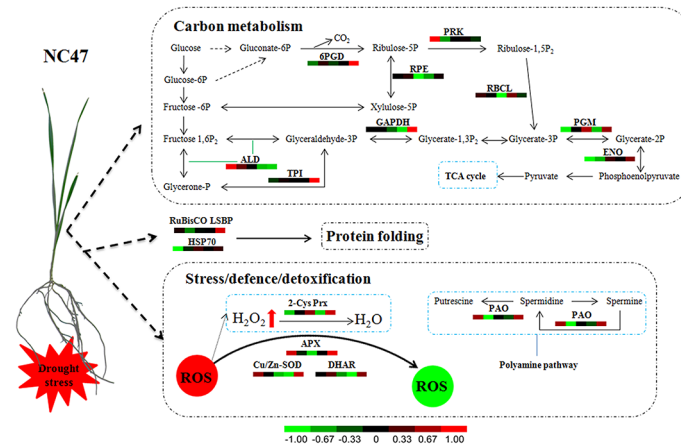 NC47
Carbon metabolism
Glucose
Gluconate-6P
CO2
6PGD
Ribulose-5P
PRK
Ribulose-1,5P2
Glucose-6P
RPE
RBCL
Fructose -6P
Xylulose-5P
Fructose 1,6P2
Glyceraldehyde-3P
GAPDH
Glycerate-1,3P2
Glycerate-3P
PGM
Glycerate-2P
ALD
TPI
ENO
Glycerone-P
TCA cycle
Pyruvate
Phosphoenolpyruvate
RuBisCO LSBP
HSP70
Protein folding
Stress/defence/detoxification
2-Cys Prx
H2O2
H2O
Putrescine
Spermidine
Spermine
PAO
PAO
APX
ROS
Cu/Zn-SOD
DHAR
ROS
Polyamine pathway
Drought
stress
-1.00 -0.67 -0.33 0 0.33 0.67 1.00